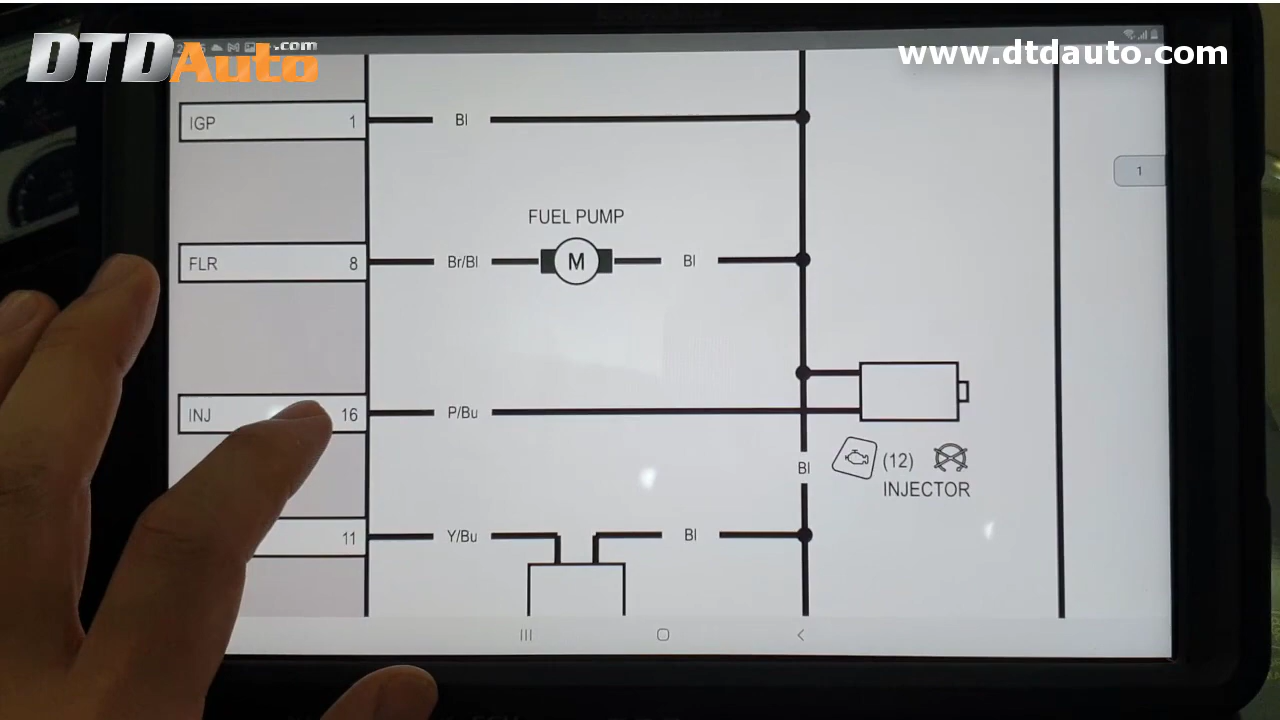 DTDAuto.com
www.dtdauto.com
IGP 1
Bl
1
FUEL PUMP
FLR 8
Br/Bl
M
Bl
INJ 16
P/Bu
Bl
(12)
INJECTOR
11
Y/Bu
Bl